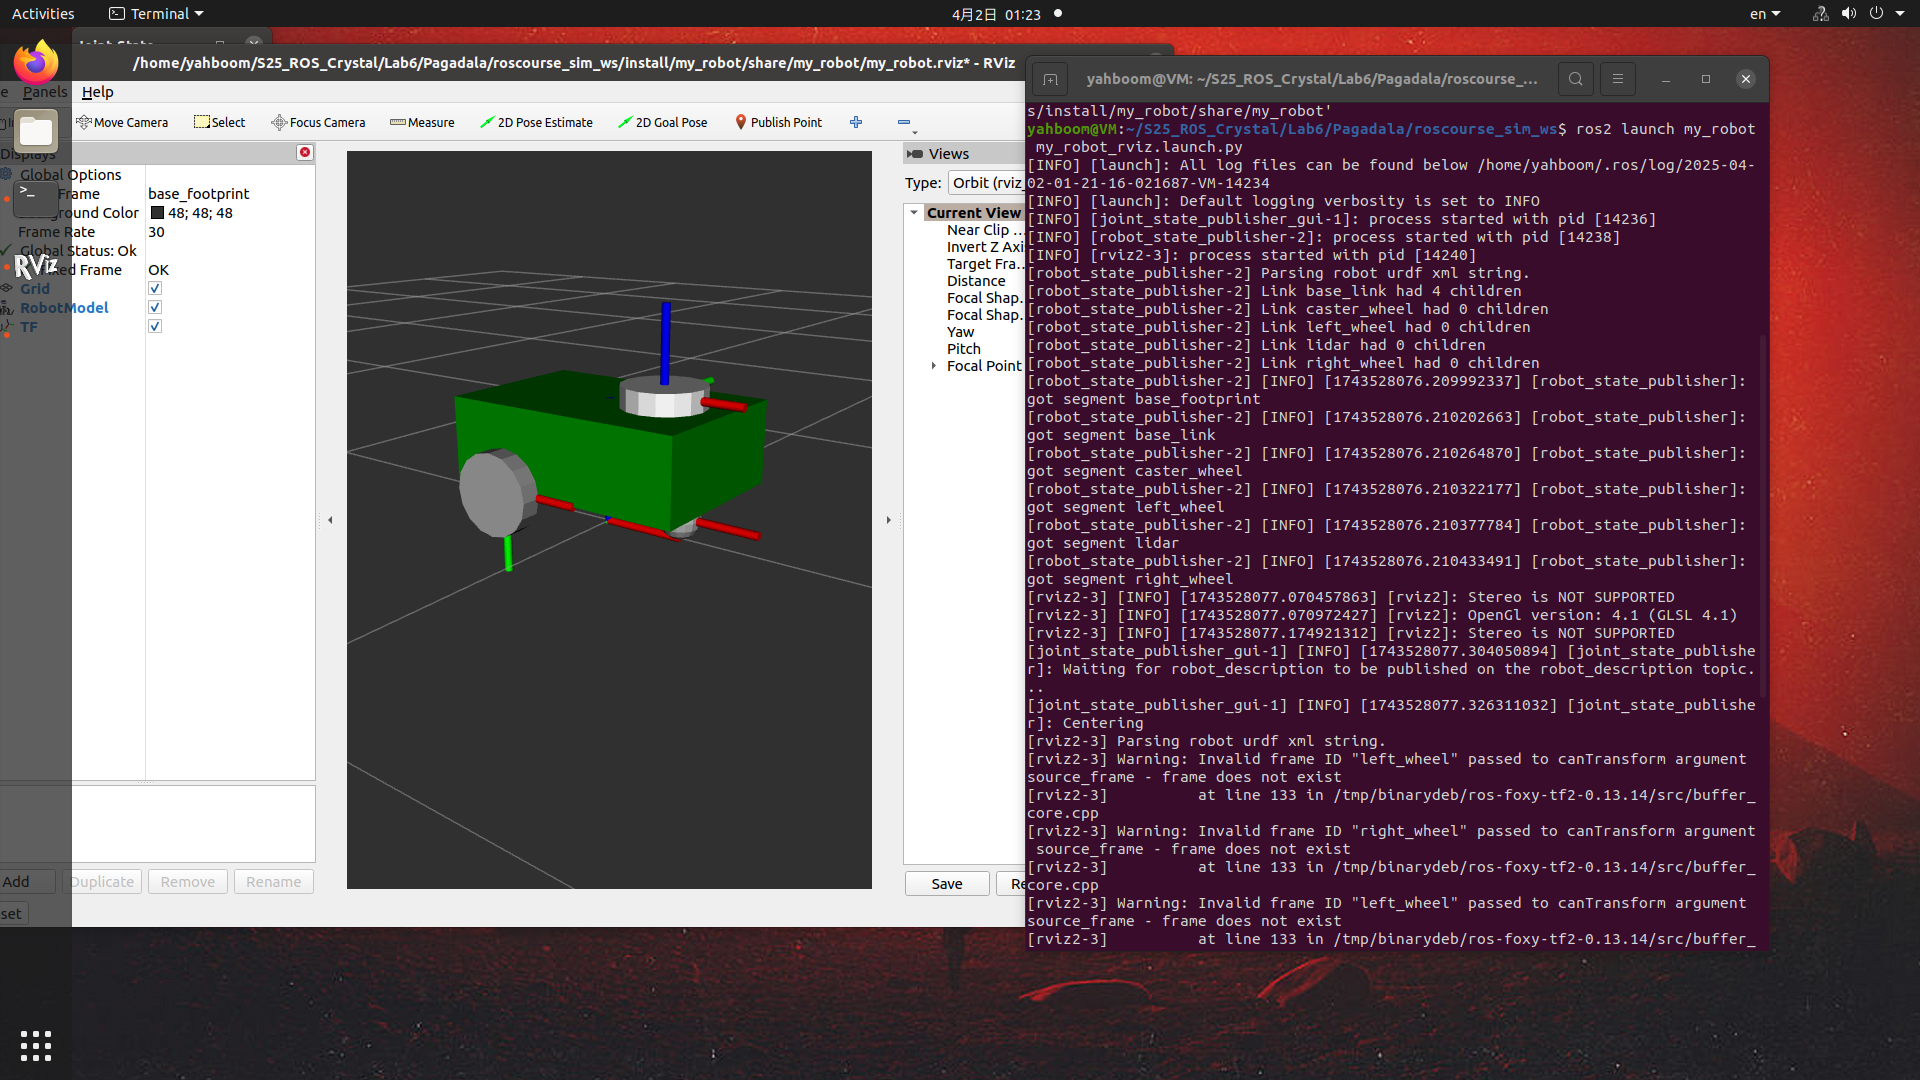 Activities
Terminal
4月2日 01:23
en
/home/yahboom/S25_ROS_Crystal/Lab6/Pagadala/roscourse_sim_ws/install/my_robot/share/my_robot/my_robot.rviz* - RViz
Panels
Help
Move Camera
Select
Focus Camera
Measure
2D Pose Estimate
2D Goal Pose
Publish Point
Displays
Global Options
Frame
base_footprint
Color
48; 48; 48
Frame Rate
30
Global Status: Ok
Frame
OK
Grid
RobotModel
TF
RViz
Add
Duplicate
Remove
Rename
Views
Type:
Orbit (rviz_
Current View
Near Clip ...
Invert Z Axi
Target Fra...
Distance
Focal Shap...
Focal Shap...
Yaw
Pitch
Focal Point
Save
yahboom@VM: ~/S25_ROS_Crystal/Lab6/Pagadala/roscourse_...
s/install/my_robot/share/my_robot'
yahboom@VM:~/S25_ROS_Crystal/Lab6/Pagadala/roscourse_sim_ws$ ros2 launch my_robot
my_robot_rviz.launch.py
[INFO] [launch]: All log files can be found below /home/yahboom/.ros/log/2025-04-
02-01-21-16-021687-VM-14234
[INFO] [launch]: Default logging verbosity is set to INFO
[INFO] [joint_state_publisher_gui-1]: process started with pid [14236]
[INFO] [robot_state_publisher-2]: process started with pid [14238]
[INFO] [rviz2-3]: process started with pid [14240]
[robot_state_publisher-2] Parsing robot urdf xml string.
[robot_state_publisher-2] Link base_link had 4 children
[robot_state_publisher-2] Link caster_wheel had 0 children
[robot_state_publisher-2] Link left_wheel had 0 children
[robot_state_publisher-2] Link lidar had 0 children
[robot_state_publisher-2] Link right_wheel had 0 children
[robot_state_publisher-2] [INFO] [1743528076.209992337] [robot_state_publisher]:
got segment base_footprint
[robot_state_publisher-2] [INFO] [1743528076.210202663] [robot_state_publisher]:
got segment base_link
[robot_state_publisher-2] [INFO] [1743528076.210264870] [robot_state_publisher]:
got segment caster_wheel
[robot_state_publisher-2] [INFO] [1743528076.210322177] [robot_state_publisher]:
got segment left_wheel
[robot_state_publisher-2] [INFO] [1743528076.210377784] [robot_state_publisher]:
got segment lidar
[robot_state_publisher-2] [INFO] [1743528076.210433491] [robot_state_publisher]:
got segment right_wheel
[rviz2-3] [INFO] [1743528077.070457863] [rviz2]: Stereo is NOT SUPPORTED
[rviz2-3] [INFO] [1743528077.070972427] [rviz2]: OpenGl version: 4.1 (GLSL 4.1)
[rviz2-3] [INFO] [1743528077.174921312] [rviz2]: Stereo is NOT SUPPORTED
[joint_state_publisher_gui-1] [INFO] [1743528077.304050894] [joint_state_publishe
r]: Waiting for robot_description to be published on the robot_description topic.
..
[joint_state_publisher_gui-1] [INFO] [1743528077.326311032] [joint_state_publishe
r]: Centering
[rviz2-3] Parsing robot urdf xml string.
[rviz2-3] Warning: Invalid frame ID "left_wheel" passed to canTransform argument
source_frame - frame does not exist
[rviz2-3]          at line 133 in /tmp/binarydeb/ros-foxy-tf2-0.13.14/src/buffer_
core.cpp
[rviz2-3] Warning: Invalid frame ID "right_wheel" passed to canTransform argument
source_frame - frame does not exist
[rviz2-3]          at line 133 in /tmp/binarydeb/ros-foxy-tf2-0.13.14/src/buffer_
core.cpp
[rviz2-3] Warning: Invalid frame ID "left_wheel" passed to canTransform argument
source_frame - frame does not exist
[rviz2-3]          at line 133 in /tmp/binarydeb/ros-foxy-tf2-0.13.14/src/buffer_